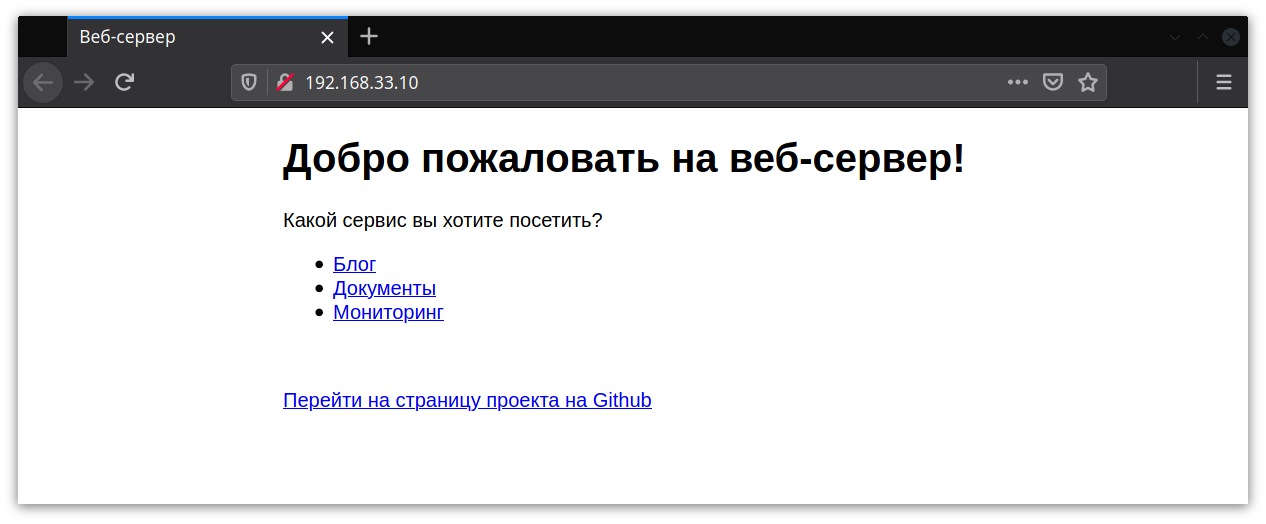 Веб-сервер
192.168.33.10
Добро пожаловать на веб-сервер!
Какой сервис вы хотите посетить?
Блог
Документы
Мониторинг
Перейти на страницу проекта на Github